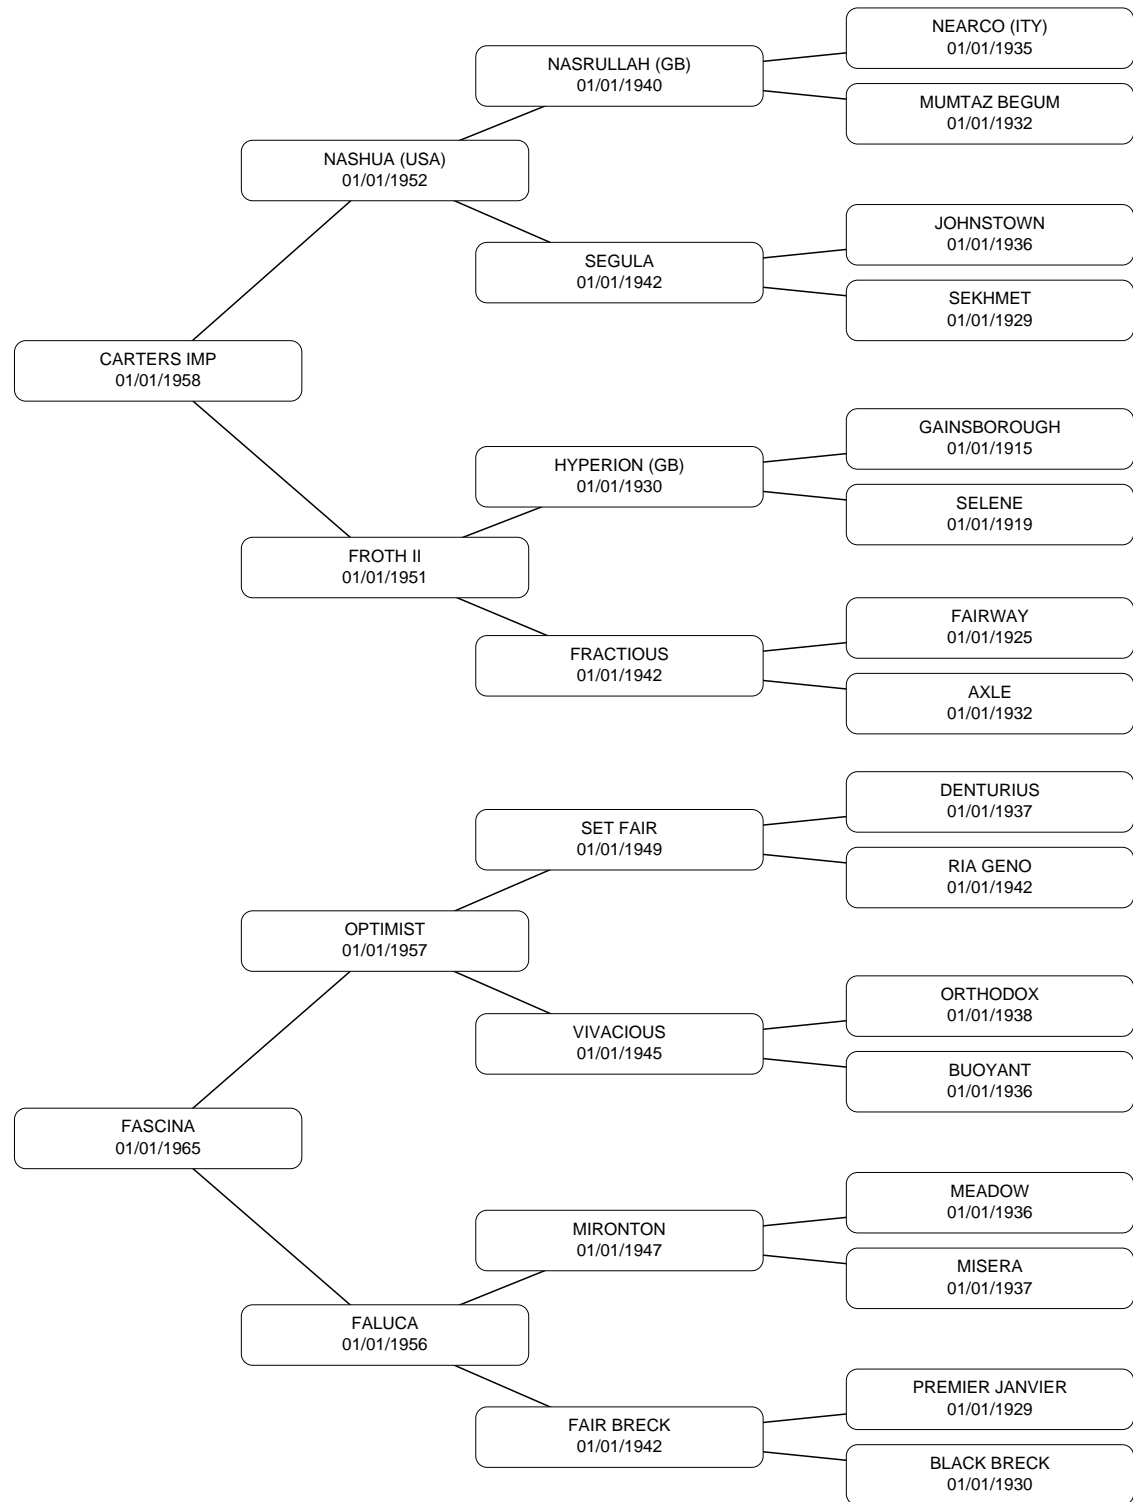 NEARCO (ITY)
01/01/1935
NASRULLAH (GB)
01/01/1940
MUMTAZ BEGUM
01/01/1932
NASHUA (USA)
01/01/1952
JOHNSTOWN
01/01/1936
SEGULA
01/01/1942
SEKHMET
01/01/1929
CARTERS IMP
01/01/1958
GAINSBOROUGH
01/01/1915
HYPERION (GB)
01/01/1930
SELENE
01/01/1919
FROTH II
01/01/1951
FAIRWAY
01/01/1925
FRACTIOUS
01/01/1942
AXLE
01/01/1932
DENTURIUS
01/01/1937
SET FAIR
01/01/1949
RIA GENO
01/01/1942
OPTIMIST
01/01/1957
ORTHODOX
01/01/1938
VIVACIOUS
01/01/1945
BUOYANT
01/01/1936
FASCINA
01/01/1965
MEADOW
01/01/1936
MIRONTON
01/01/1947
MISERA
01/01/1937
FALUCA
01/01/1956
PREMIER JANVIER
01/01/1929
FAIR BRECK
01/01/1942
BLACK BRECK
01/01/1930